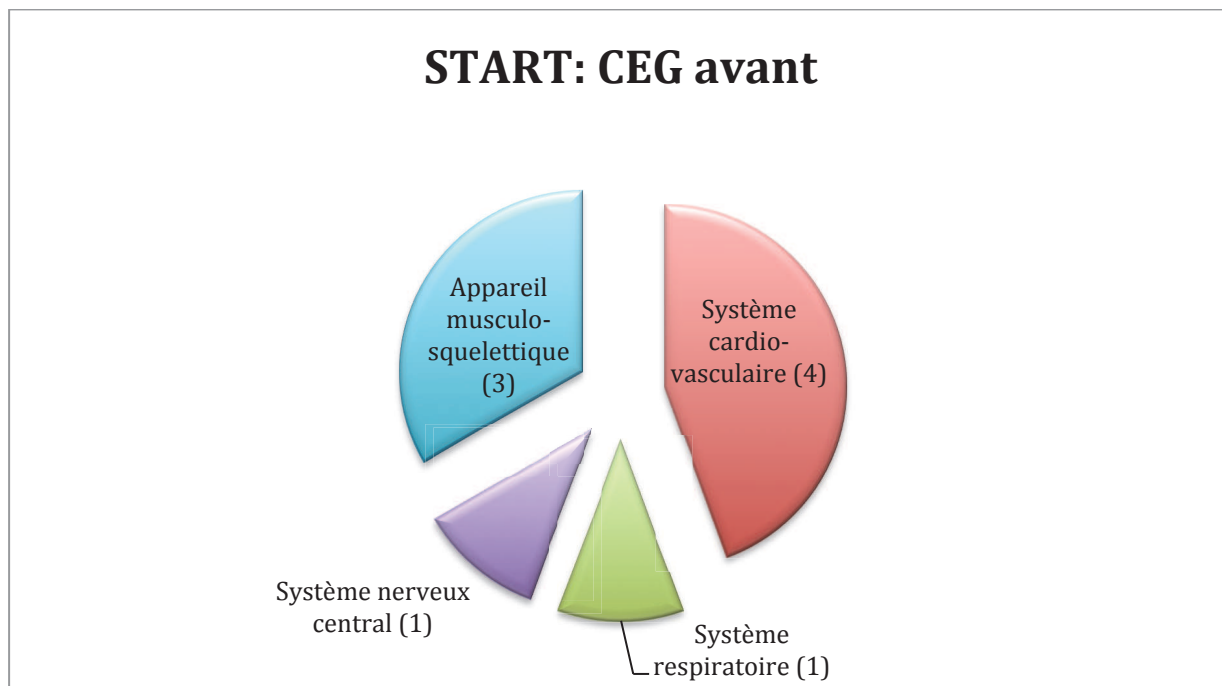 START: CEG avant
Appareil
musculo-
squelettique
(3)
Système
cardio-
vasculaire (4)
Système nerveux
central (1)
Système
respiratoire (1)